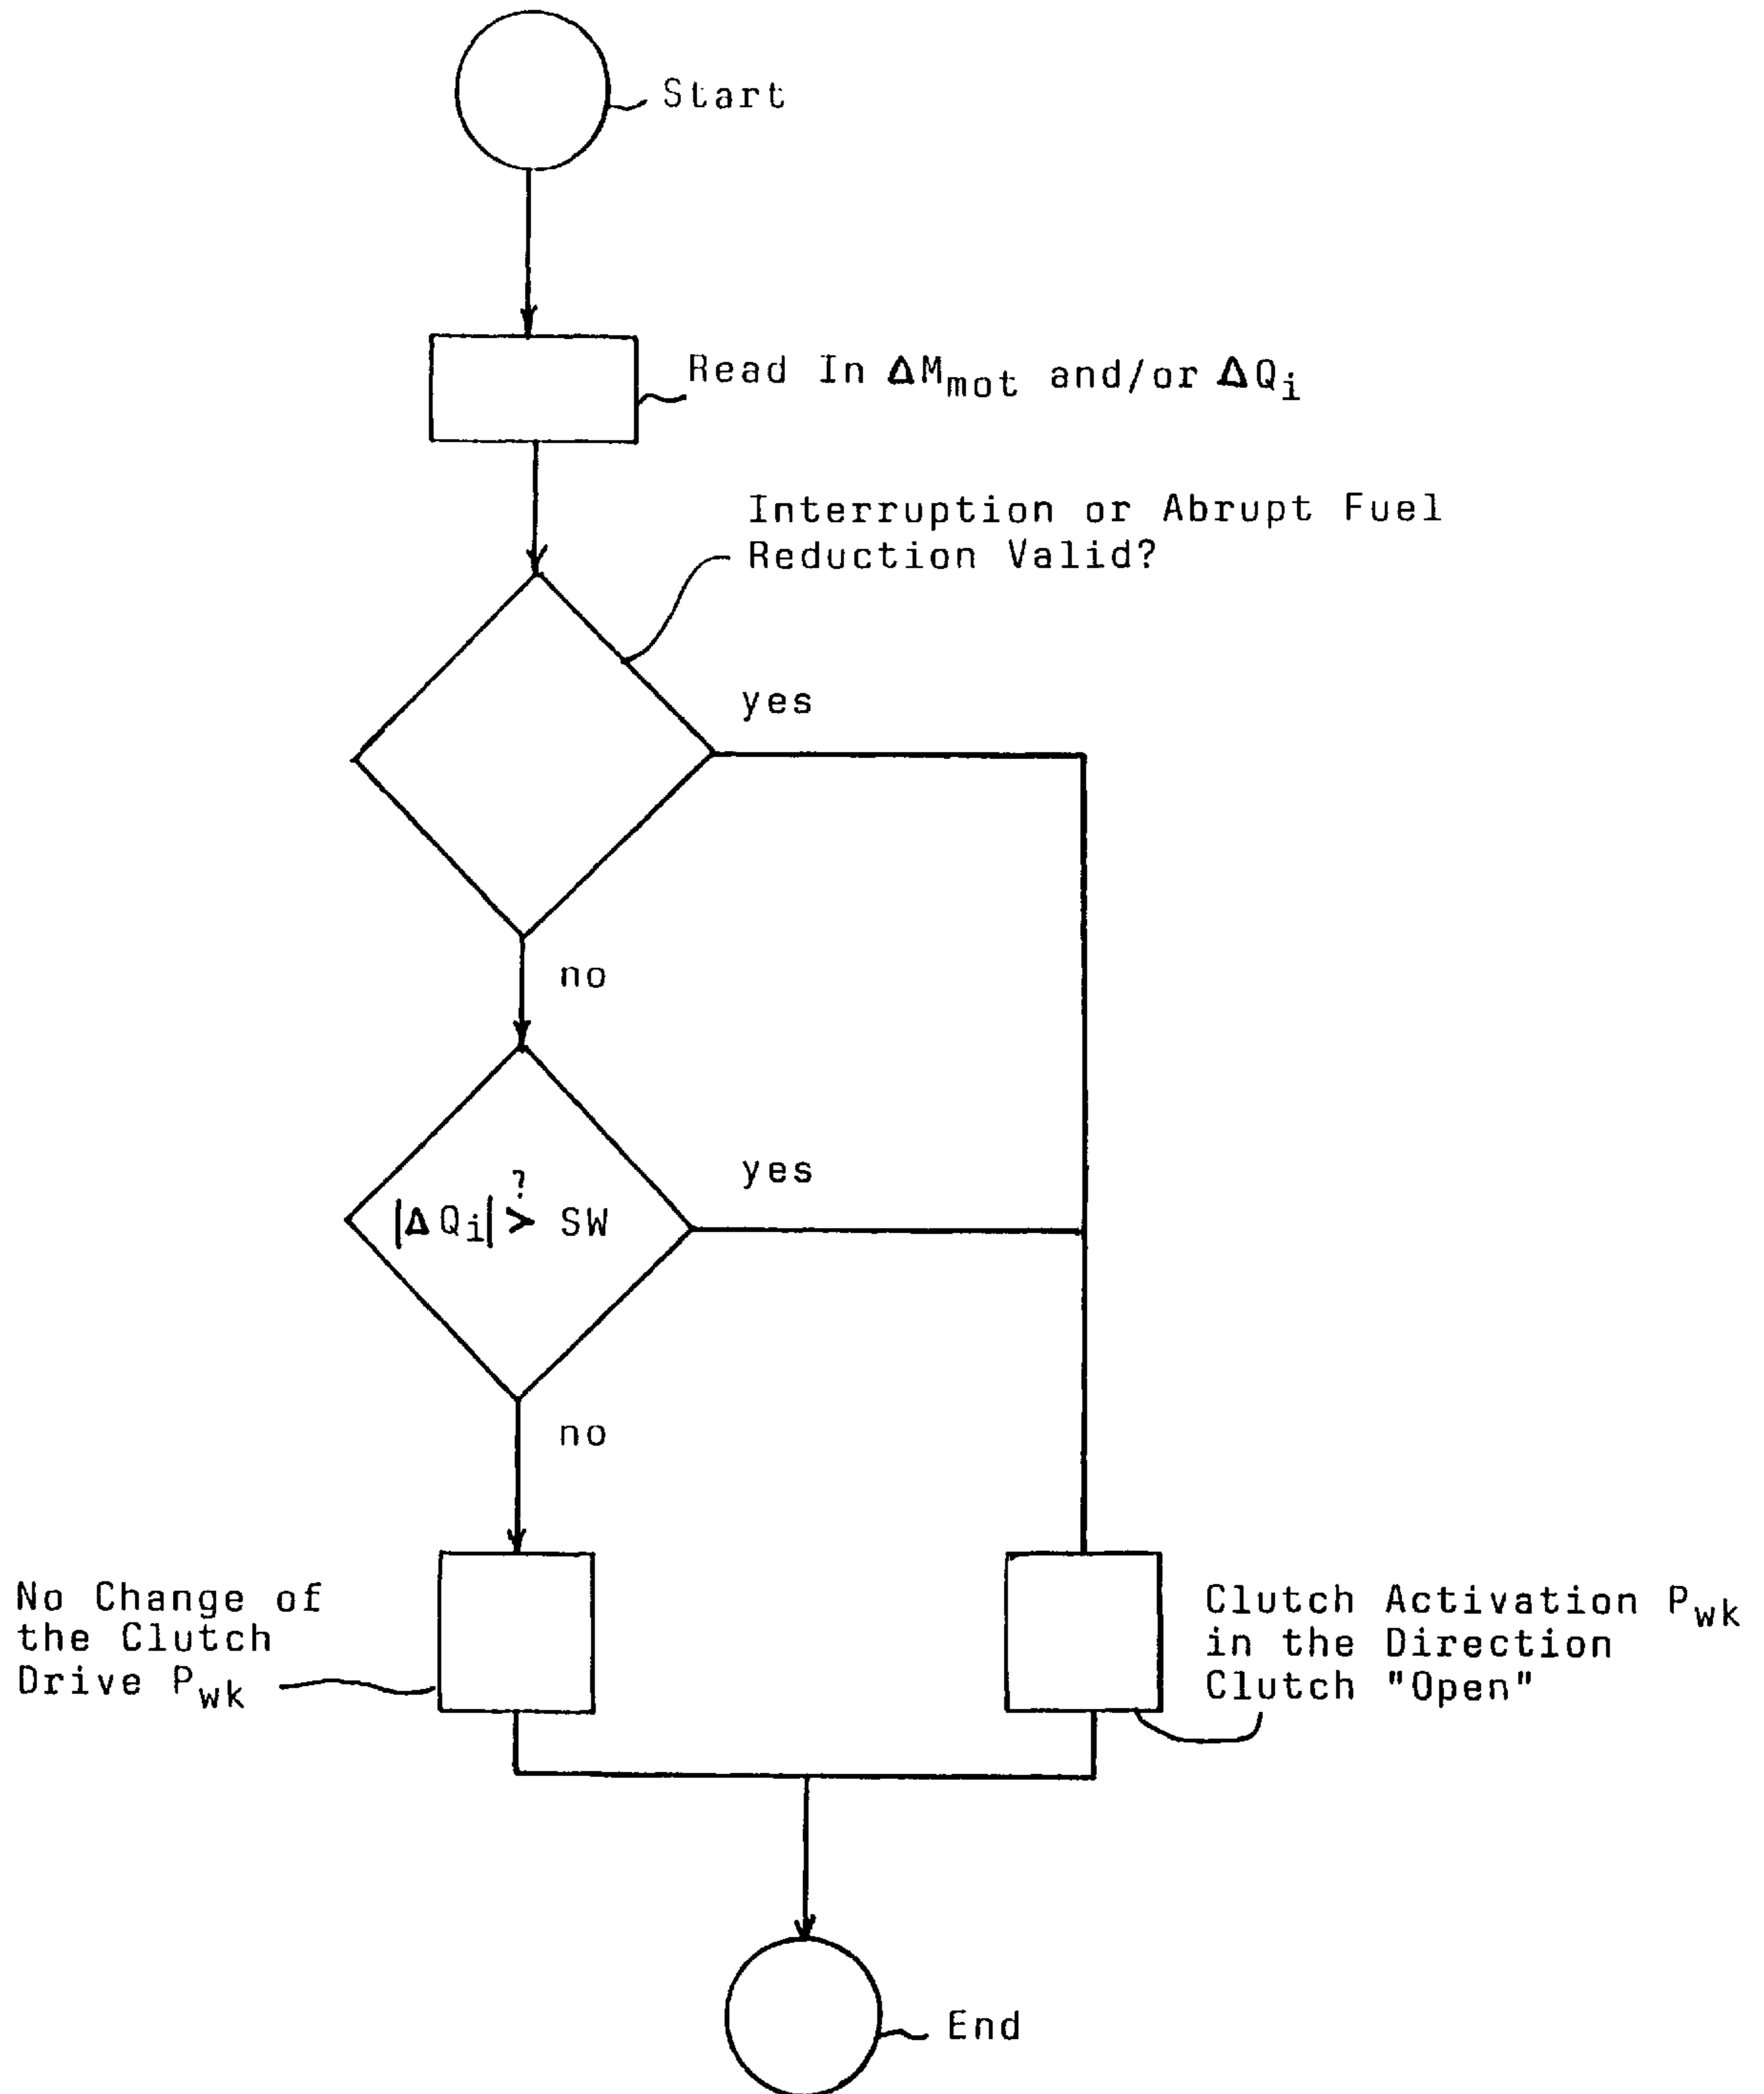 Start
Read In ΔMmot and/or ΔQi
Interruption or Abrupt Fuel
Reduction Valid?
yes
no
yes
?
|ΔQi| > SW
no
No Change of
the Clutch
Drive Pwk
Clutch Activation Pwk
in the Direction
Clutch "Open"
End